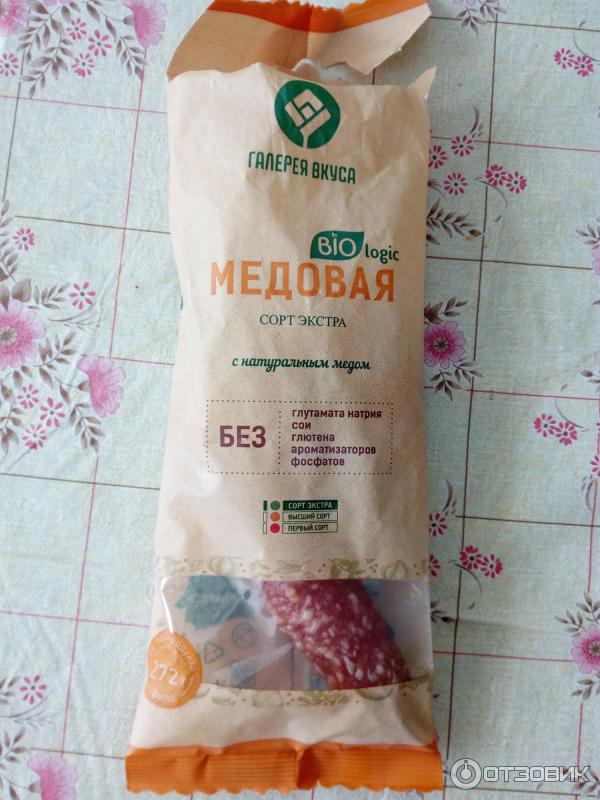 ГАЛЕРЕЯ ВКУСА
BIO logic
МЕДОВАЯ
СОРТ ЭКСТРА
с натуральным медом
БЕЗ
глутамата натрия
сои
глютена
ароматизаторов
фосфатов
СОРТ ЭКСТРА
ВЫСШИЙ СОРТ
ПЕРВЫЙ СОРТ
272
ОТЗОВИК